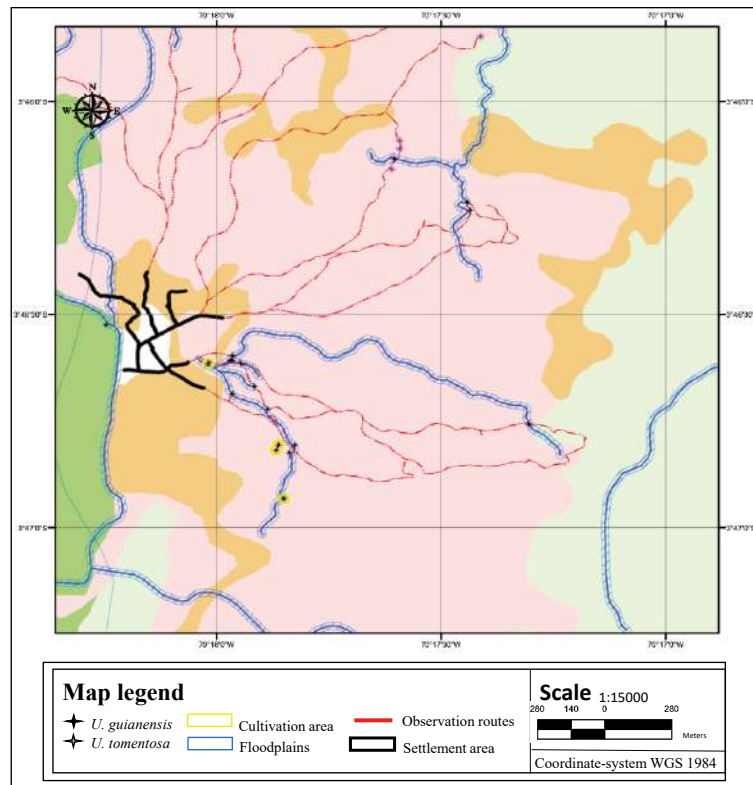 70°18'0"W 70°17'30"W 70°17'0"W
3°46'0"S 3°46'0"S
N
W E
S
3°46'30"S 3°46'30"S
3°47'0"S 3°47'0"S
70°18'0"W 70°17'30"W 70°17'0"W
Map legend
U. guianensis
U. tomentosa
Cultivation area
Floodplains
Observation routes
Settlement area
Scale 1:15000
280 140 0 280
Meters
Coordinate-system WGS 1984